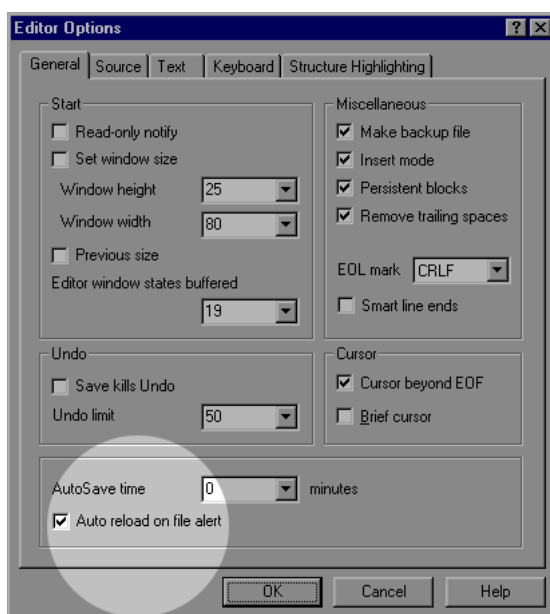 Editor Options
General Source Text Keyboard Structure Highlighting
Start
Read-only notify
Set window size
Window height 25
Window width 80
Previous size
Editor window states buffered
19
Miscellaneous
Make backup file
Insert mode
Persistent blocks
Remove trailing spaces
EOL mark CRLF
Smart line ends
Undo
Save kills Undo
Undo limit 50
Cursor
Cursor beyond EOF
Brief cursor
AutoSave time 0 minutes
Auto reload on file alert
OK Cancel Help